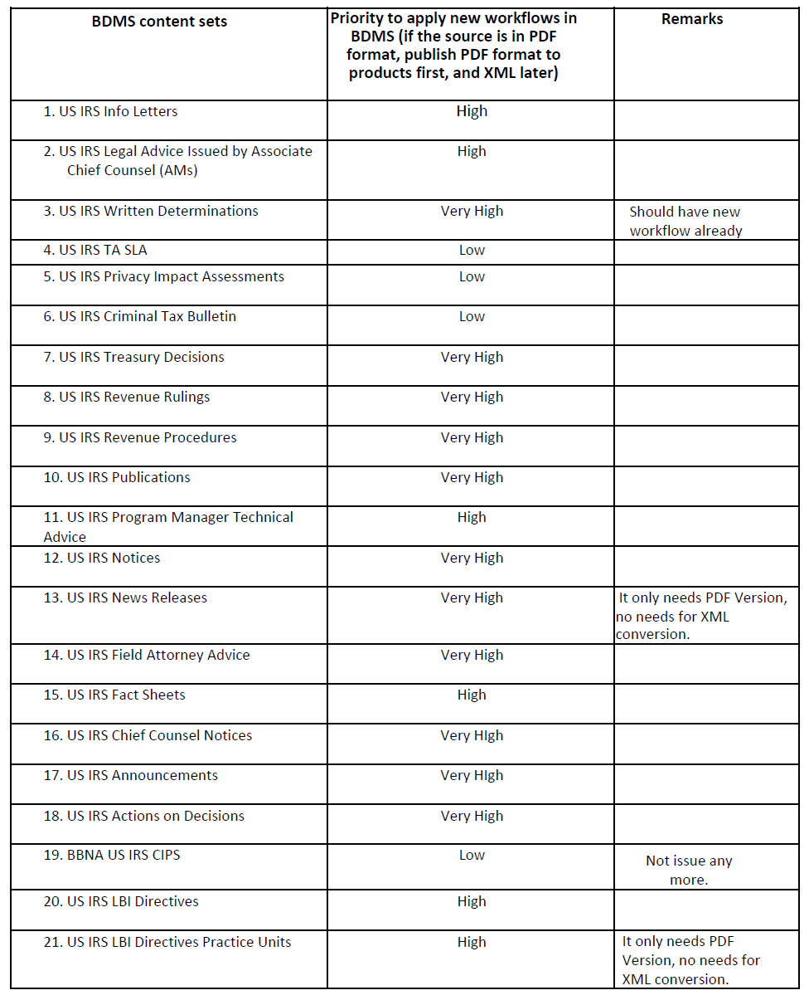 BDMS content sets
Priority to apply new workflows in
BDMS (if the source is in PDF
format, publish PDF format to
products first, and XML later)
Remarks
1. US IRS Info Letters
High
2. US IRS Legal Advice Issued by Associate
Chief Counsel (AMs)
High
3. US IRS Written Determinations
Very High
Should have new
workflow already
4. US IRS TA SLA
Low
5. US IRS Privacy Impact Assessments
Low
6. US IRS Criminal Tax Bulletin
Low
7. US IRS Treasury Decisions
Very High
8. US IRS Revenue Rulings
Very High
9. US IRS Revenue Procedures
Very High
10. US IRS Publications
Very High
11. US IRS Program Manager Technical
Advice
High
12. US IRS Notices
Very High
13. US IRS News Releases
Very High
It only needs PDF Version,
no needs for XML
conversion.
14. US IRS Field Attorney Advice
Very High
15. US IRS Fact Sheets
High
16. US IRS Chief Counsel Notices
Very HIgh
17. US IRS Announcements
Very HIgh
18. US IRS Actions on Decisions
Very High
19. BBNA US IRS CIPS
Low
Not issue any
more.
20. US IRS LBI Directives
High
21. US IRS LBI Directives Practice Units
High
It only needs PDF
Version, no needs for
XML conversion.